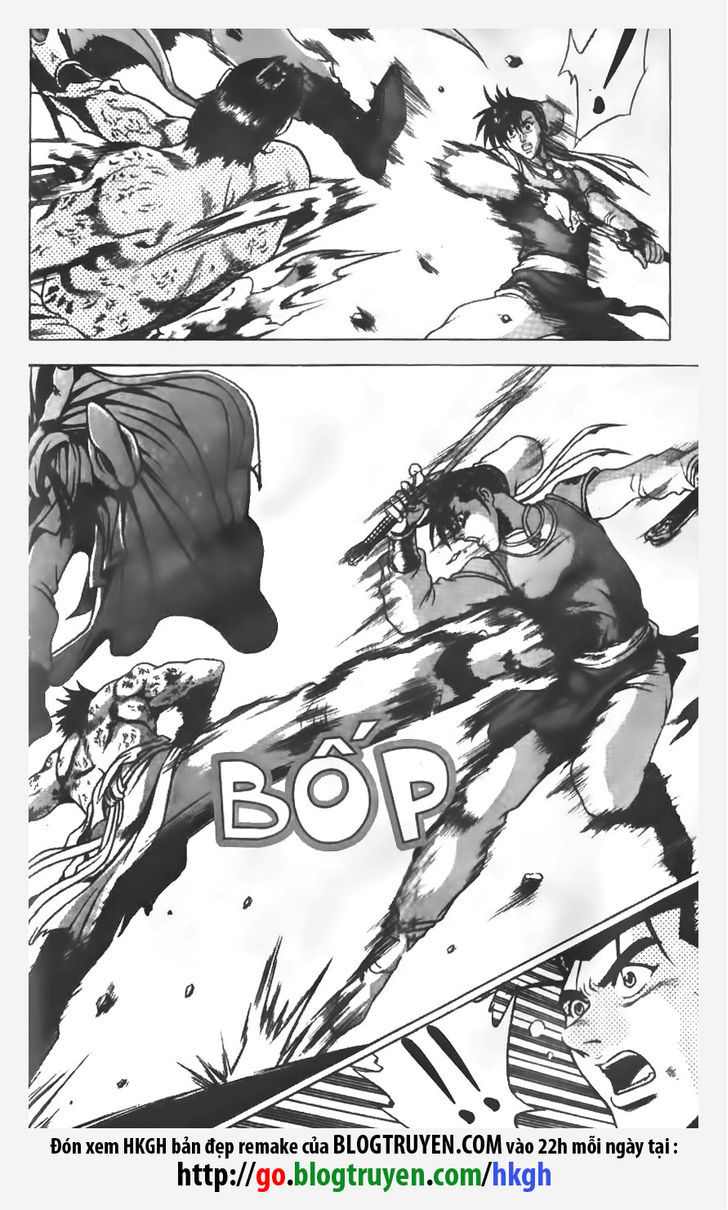 !
BỐP
!!
Đón xem HKGH bản đẹp remake của BLOGTRUYEN.COM vào 22h mỗi ngày tại :
http://go.blogtruyen.com/hkgh